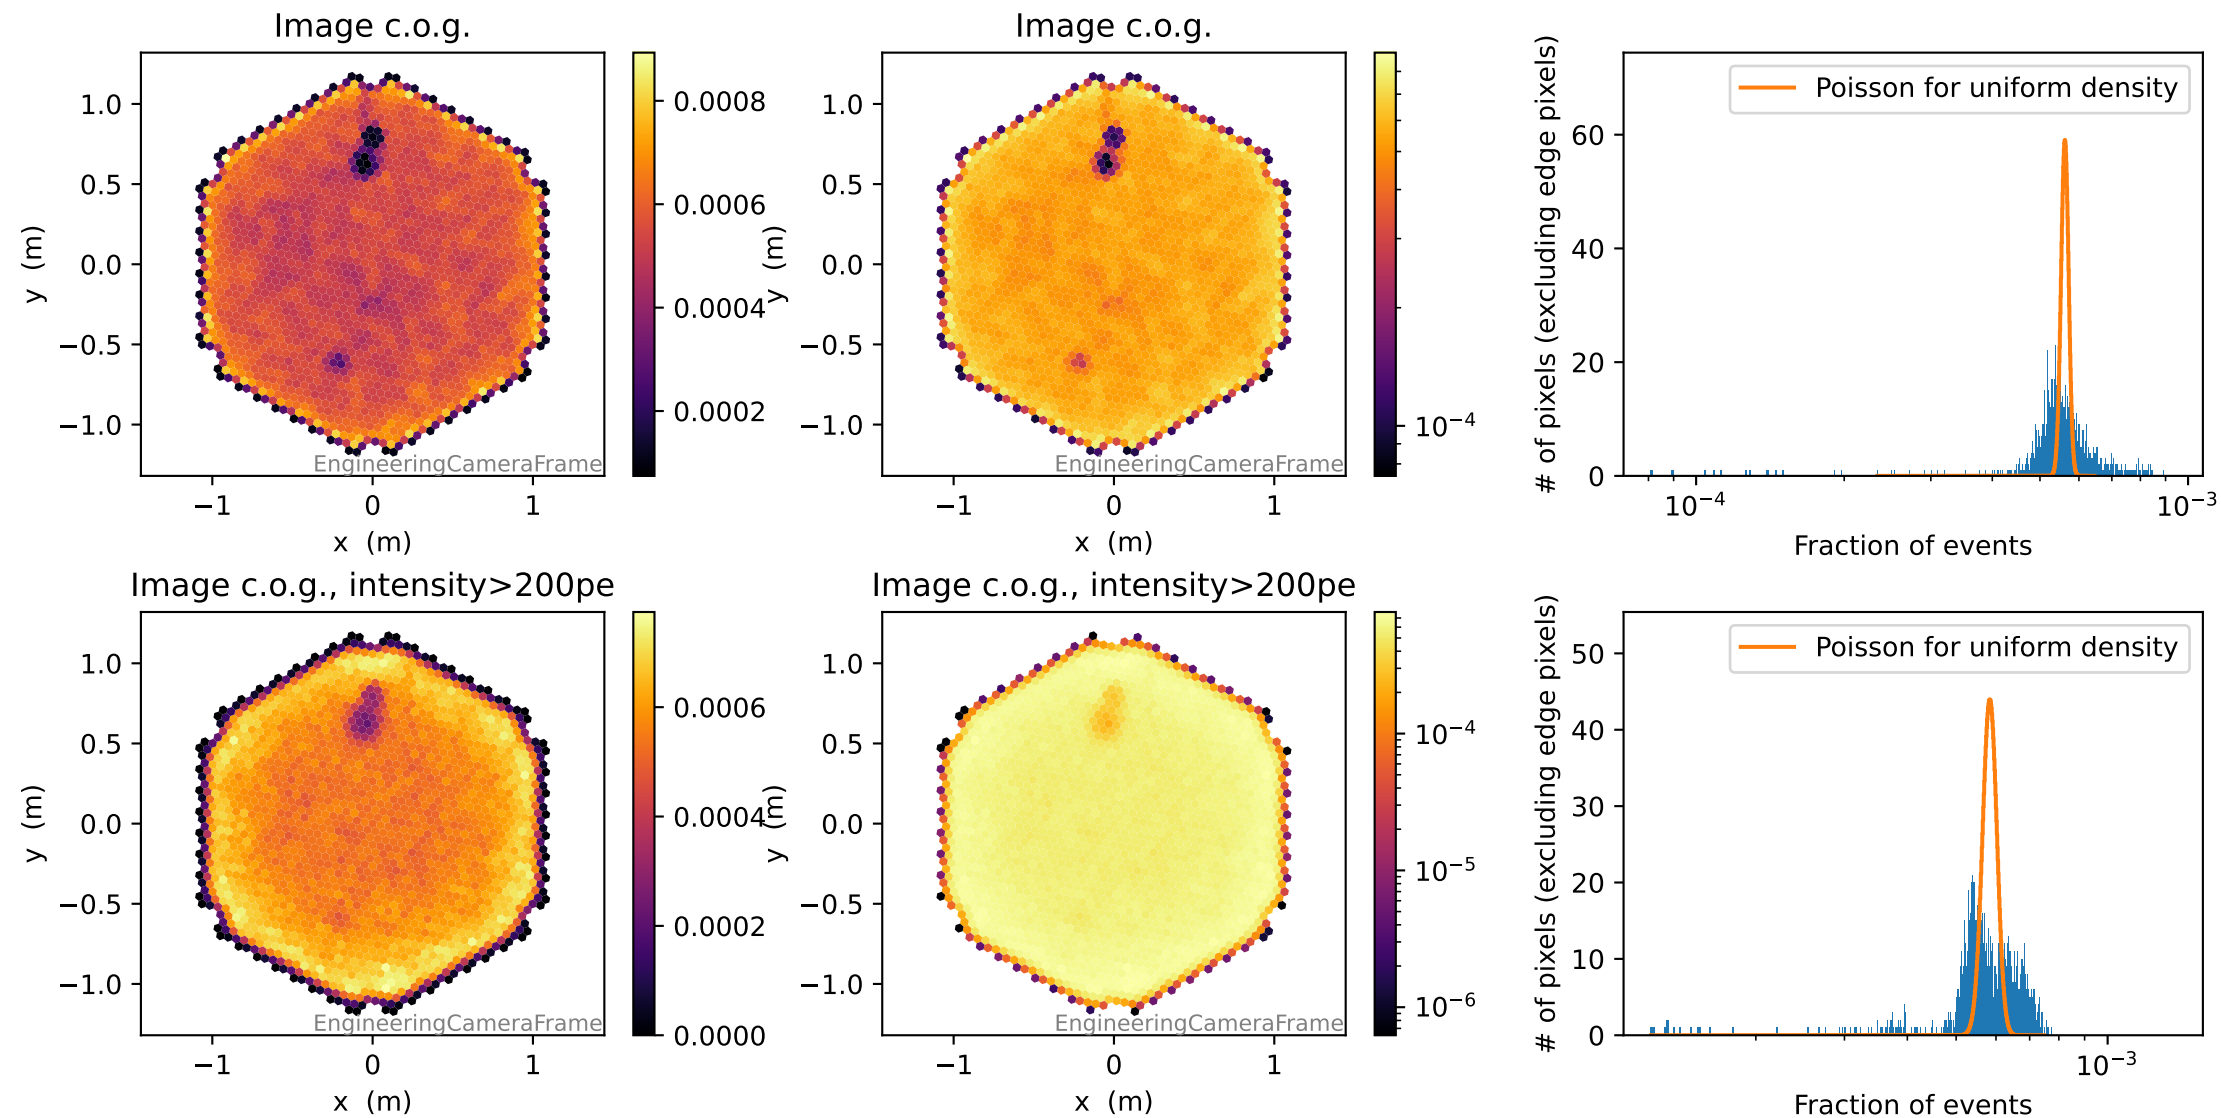 Image c.o.g.
1.0
0.5
0.0
−0.5
−1.0
y (m)
−1
0
1
x (m)
EngineeringCameraFrame
0.0008
0.0006
0.0004
0.0002
Image c.o.g.
1.0
0.5
0.0
−0.5
−1.0
y (m)
−1
0
1
x (m)
EngineeringCameraFrame
10⁻⁴
# of pixels (excluding edge pixels)
60
40
20
0
Poisson for uniform density
10⁻⁴
10⁻³
Fraction of events
Image c.o.g., intensity>200pe
1.0
0.5
0.0
−0.5
−1.0
y (m)
−1
0
1
x (m)
EngineeringCameraFrame
0.0006
0.0004
0.0002
0.0000
Image c.o.g., intensity>200pe
1.0
0.5
0.0
−0.5
−1.0
y (m)
−1
0
1
x (m)
EngineeringCameraFrame
10⁻⁴
10⁻⁵
10⁻⁶
# of pixels (excluding edge pixels)
50
40
30
20
10
0
Poisson for uniform density
10⁻³
Fraction of events